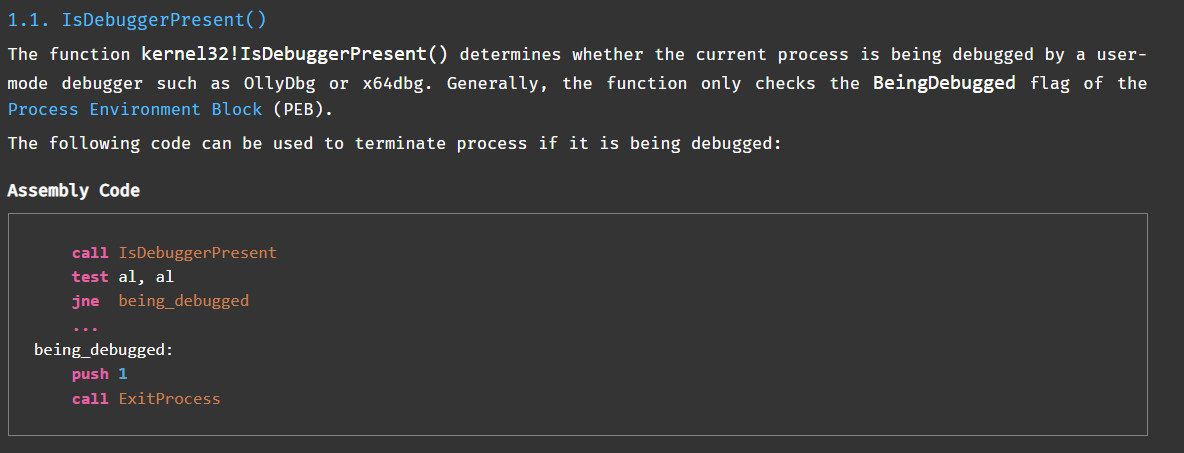 1.1. IsDebuggerPresent()
The function kernel32!IsDebuggerPresent() determines whether the current process is being debugged by a user-
mode debugger such as OllyDbg or x64dbg. Generally, the function only checks the BeingDebugged flag of the
Process Environment Block (PEB).
The following code can be used to terminate process if it is being debugged:
Assembly Code
call IsDebuggerPresent
test al, al
jne being_debugged
...
being_debugged:
push 1
call ExitProcess